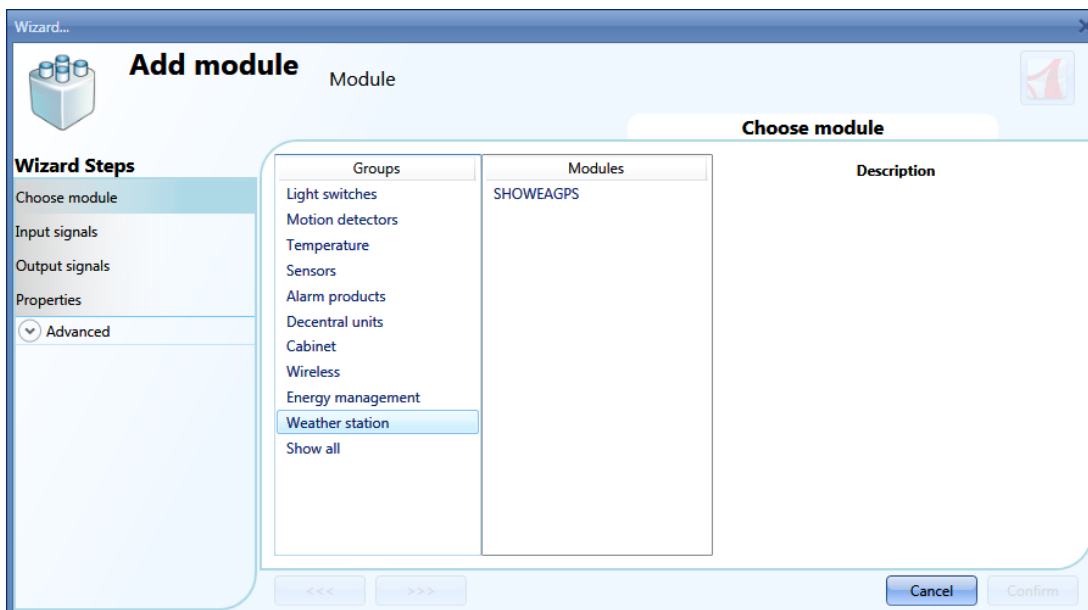 Wizard...
Add module
Module
Choose module
Wizard Steps
Choose module
Input signals
Output signals
Properties
Advanced
Groups
Light switches
Motion detectors
Temperature
Sensors
Alarm products
Decentral units
Cabinet
Wireless
Energy management
Weather station
Show all
Modules
SHOWEAGPS
Description
<<<
>>>
Cancel
Confirm